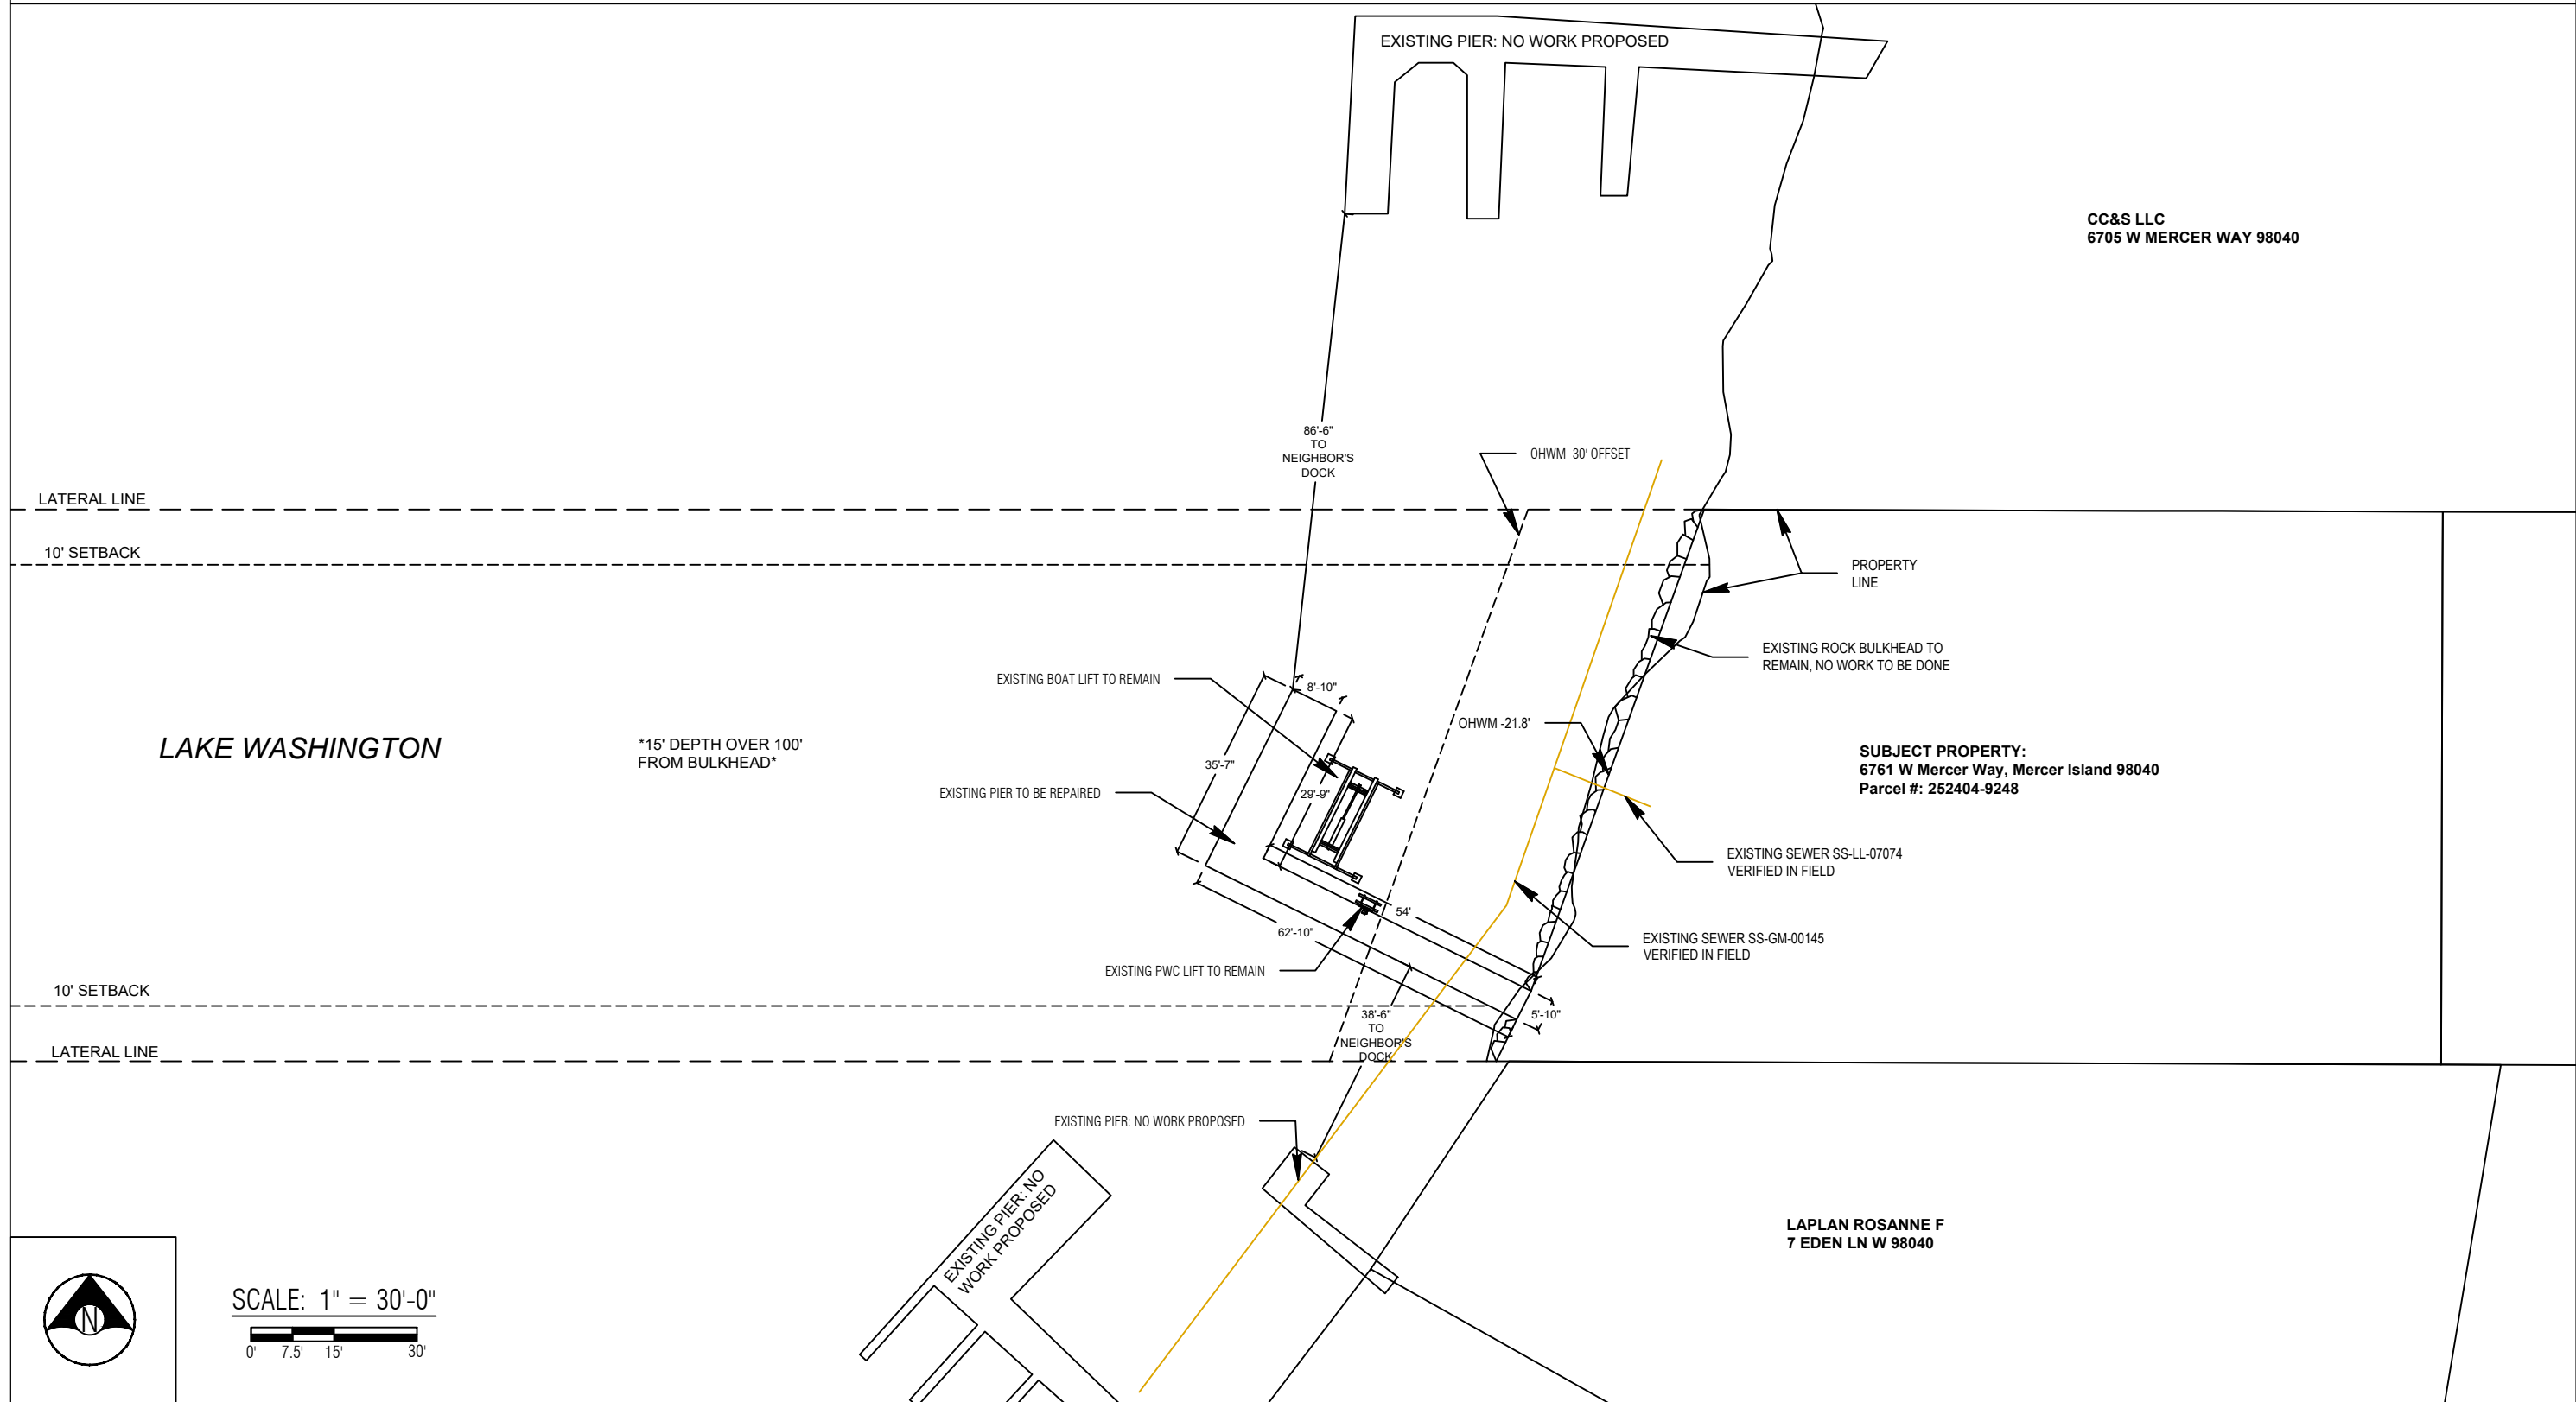 EXISTING PIER: NO WORK PROPOSED
CC&S LLC
6705 W MERCER WAY 98040
86'-6"
TO
NEIGHBOR'S
DOCK
OHWM 30' OFFSET
LATERAL LINE
10' SETBACK
PROPERTY
LINE
EXISTING ROCK BULKHEAD TO
REMAIN, NO WORK TO BE DONE
EXISTING BOAT LIFT TO REMAIN
8'-10"
OHWM -21.8'
LAKE WASHINGTON
*15' DEPTH OVER 100'
FROM BULKHEAD*
35'-7"
29'-9"
SUBJECT PROPERTY:
6761 W Mercer Way, Mercer Island 98040
Parcel #: 252404-9248
EXISTING PIER TO BE REPAIRED
EXISTING SEWER SS-LL-07074
VERIFIED IN FIELD
54'
62'-10"
EXISTING SEWER SS-GM-00145
VERIFIED IN FIELD
EXISTING PWC LIFT TO REMAIN
10' SETBACK
38'-6"
TO
NEIGHBOR'S
DOCK
5'-10"
LATERAL LINE
EXISTING PIER: NO WORK PROPOSED
EXISTING PIER: NO
WORK PROPOSED
LAPLAN ROSANNE F
7 EDEN LN W 98040
N
SCALE: 1" = 30'-0"
0' 7.5' 15' 30'